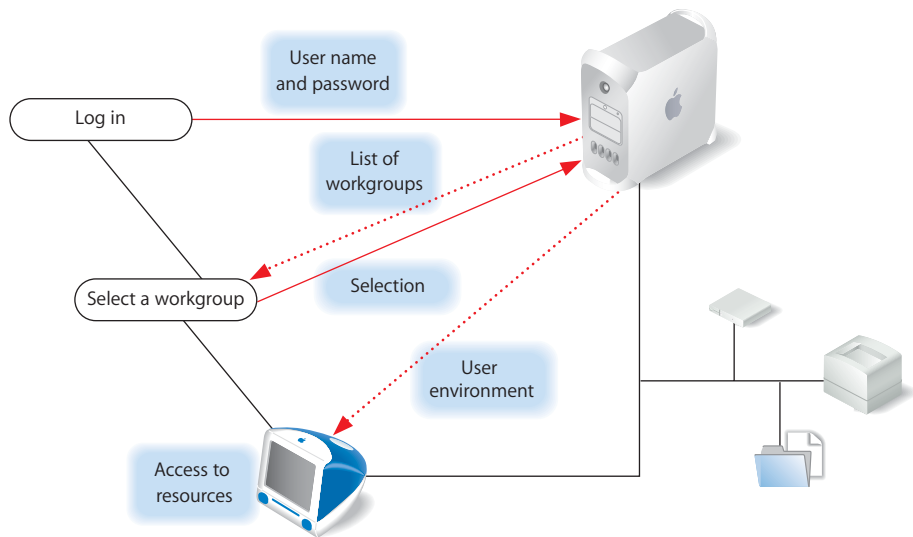 User name
and password
Log in
List of
workgroups
Select a workgroup
Selection
User
environment
Access to
resources